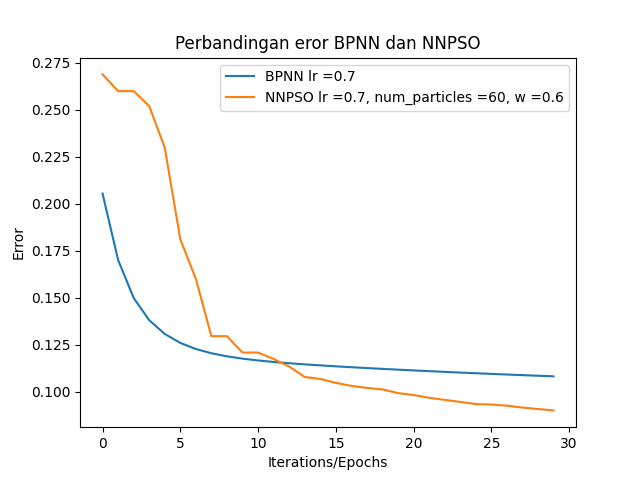 Perbandingan eror BPNN dan NNPSO
BPNN lr =0.7
NNPSO lr =0.7, num_particles =60, w =0.6
Error
0.275
0.250
0.225
0.200
0.175
0.150
0.125
0.100
0 5 10 15 20 25 30
Iterations/Epochs